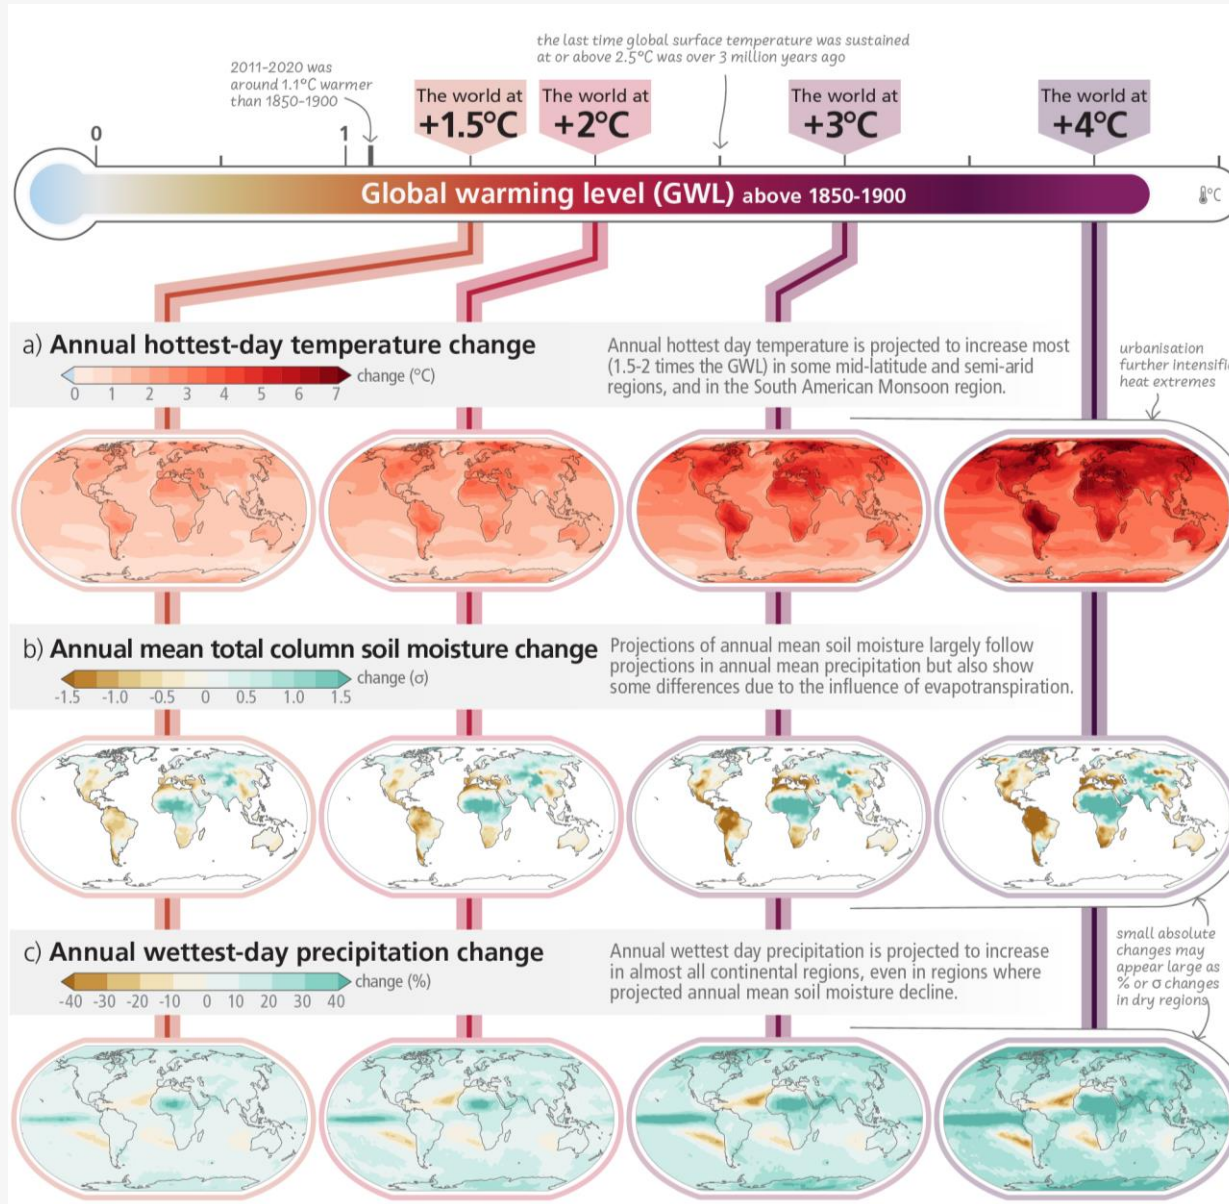 the last time global surface temperature was sustained
at or above 2.5°C was over 3 million years ago
2011-2020 was
around 1.1°C warmer
than 1850-1900
The world at
+1.5°C
The world at
+2°C
The world at
+3°C
The world at
+4°C
0
1
Global warming level (GWL) above 1850-1900
°C
a) Annual hottest-day temperature change
change (°C)
0 1 2 3 4 5 6 7
Annual hottest day temperature is projected to increase most
(1.5-2 times the GWL) in some mid-latitude and semi-arid
regions, and in the South American Monsoon region.
urbanisation
further intensifi
heat extremes
b) Annual mean total column soil moisture change
change (σ)
-1.5 -1.0 -0.5 0 0.5 1.0 1.5
Projections of annual mean soil moisture largely follow
projections in annual mean precipitation but also show
some differences due to the influence of evapotranspiration.
c) Annual wettest-day precipitation change
change (%)
-40 -30 -20 -10 0 10 20 30 40
Annual wettest day precipitation is projected to increase
in almost all continental regions, even in regions where
projected annual mean soil moisture decline.
small absolute
changes may
appear large as
% or σ changes
in dry regions